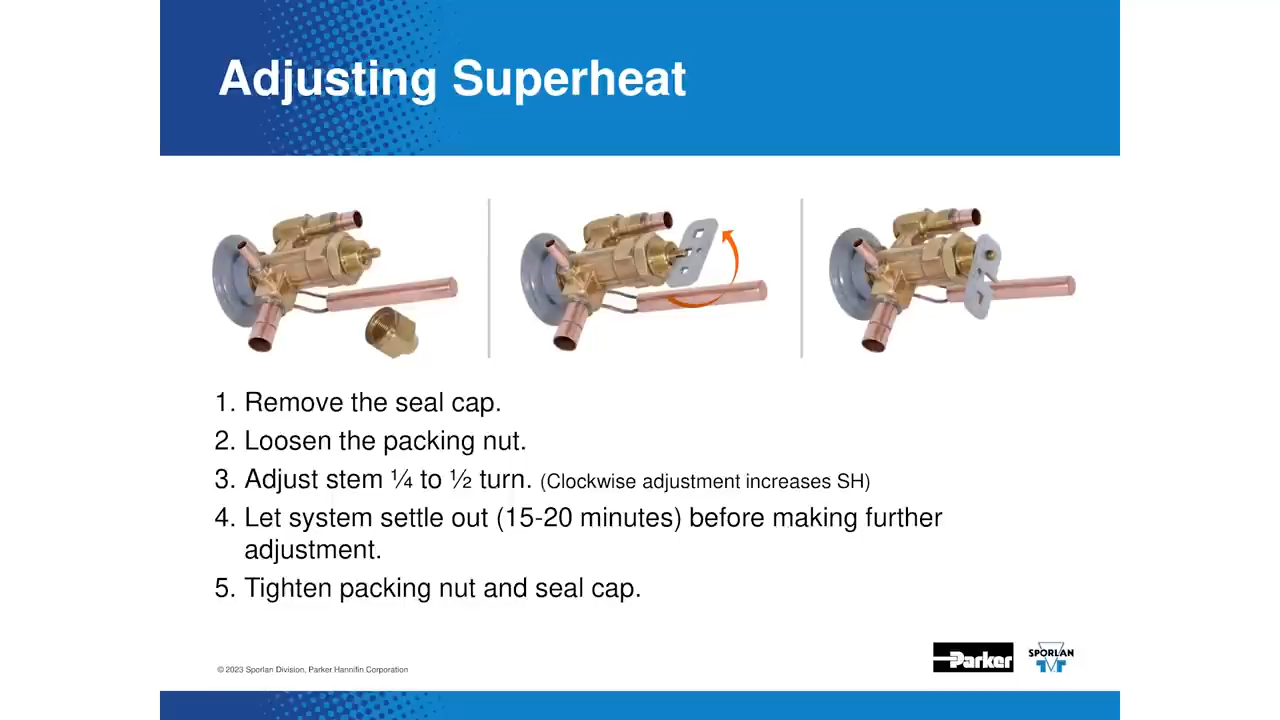 Adjusting Superheat
1. Remove the seal cap.
2. Loosen the packing nut.
3. Adjust stem ¼ to ½ turn. (Clockwise adjustment increases SH)
4. Let system settle out (15-20 minutes) before making further
adjustment.
5. Tighten packing nut and seal cap.
© 2023 Sporlan Division, Parker Hannifin Corporation
Parker
SPORLAN